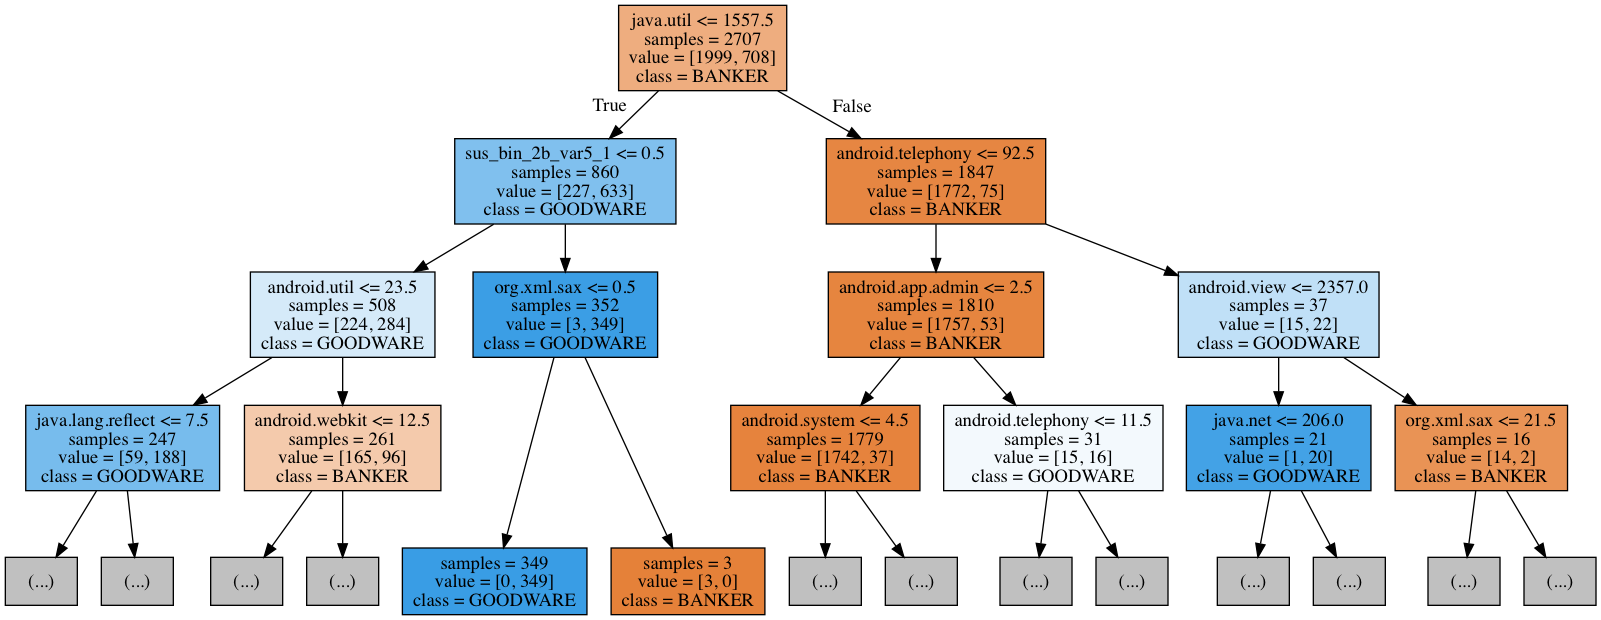 java.util <= 1557.5
samples = 2707
value = [1999, 708]
class = BANKER
True
False
sus_bin_2b_var5_1 <= 0.5
samples = 860
value = [227, 633]
class = GOODWARE
android.telephony <= 92.5
samples = 1847
value = [1772, 75]
class = BANKER
android.util <= 23.5
samples = 508
value = [224, 284]
class = GOODWARE
org.xml.sax <= 0.5
samples = 352
value = [3, 349]
class = GOODWARE
android.app.admin <= 2.5
samples = 1810
value = [1757, 53]
class = BANKER
android.view <= 2357.0
samples = 37
value = [15, 22]
class = GOODWARE
java.lang.reflect <= 7.5
samples = 247
value = [59, 188]
class = GOODWARE
android.webkit <= 12.5
samples = 261
value = [165, 96]
class = BANKER
android.system <= 4.5
samples = 1779
value = [1742, 37]
class = BANKER
android.telephony <= 11.5
samples = 31
value = [15, 16]
class = GOODWARE
java.net <= 206.0
samples = 21
value = [1, 20]
class = GOODWARE
org.xml.sax <= 21.5
samples = 16
value = [14, 2]
class = BANKER
(...)
(...)
(...)
(...)
samples = 349
value = [0, 349]
class = GOODWARE
samples = 3
value = [3, 0]
class = BANKER
(...)
(...)
(...)
(...)
(...)
(...)
(...)
(...)